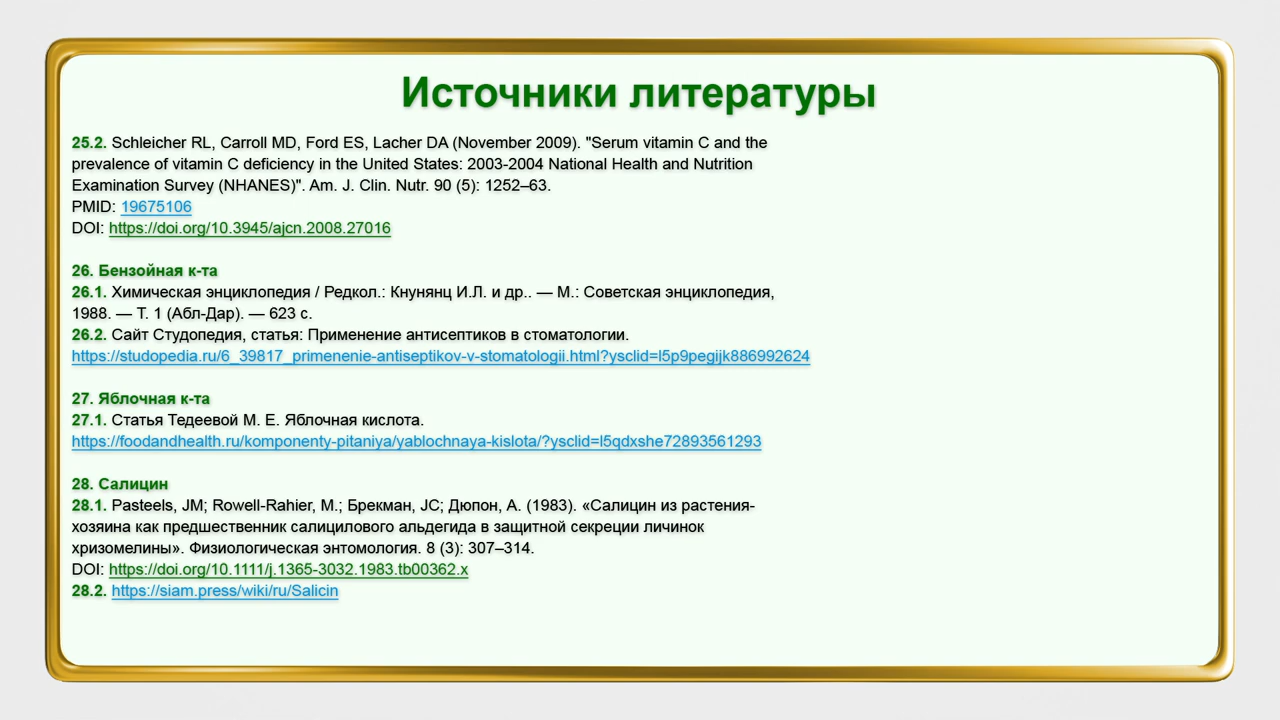 Источники литературы
25.2. Schleicher RL, Carroll MD, Ford ES, Lacher DA (November 2009). "Serum vitamin C and the
prevalence of vitamin C deficiency in the United States: 2003-2004 National Health and Nutrition
Examination Survey (NHANES)". Am. J. Clin. Nutr. 90 (5): 1252–63.
PMID: 19675106
DOI: https://doi.org/10.3945/ajcn.2008.27016
26. Бензойная к-та
26.1. Химическая энциклопедия / Редкол.: Кнунянц И.Л. и др.. — М.: Советская энциклопедия,
1988. — Т. 1 (Абл-Дар). — 623 с.
26.2. Сайт Студопедия, статья: Применение антисептиков в стоматологии.
https://studopedia.ru/6_39817_primenenie-antiseptikov-v-stomatologii.html?ysclid=l5p9pegijk886992624
27. Яблочная к-та
27.1. Статья Тедеевой М. Е. Яблочная кислота.
https://foodandhealth.ru/komponenty-pitaniya/yablochnaya-kislota/?ysclid=l5qdxshe72893561293
28. Салицин
28.1. Pasteels, JM; Rowell-Rahier, M.; Брекман, JC; Дюпон, А. (1983). «Салицин из растения-
хозяина как предшественник салицилового альдегида в защитной секреции личинок
хризомелины». Физиологическая энтомология. 8 (3): 307–314.
DOI: https://doi.org/10.1111/j.1365-3032.1983.tb00362.x
28.2. https://siam.press/wiki/ru/Salicin